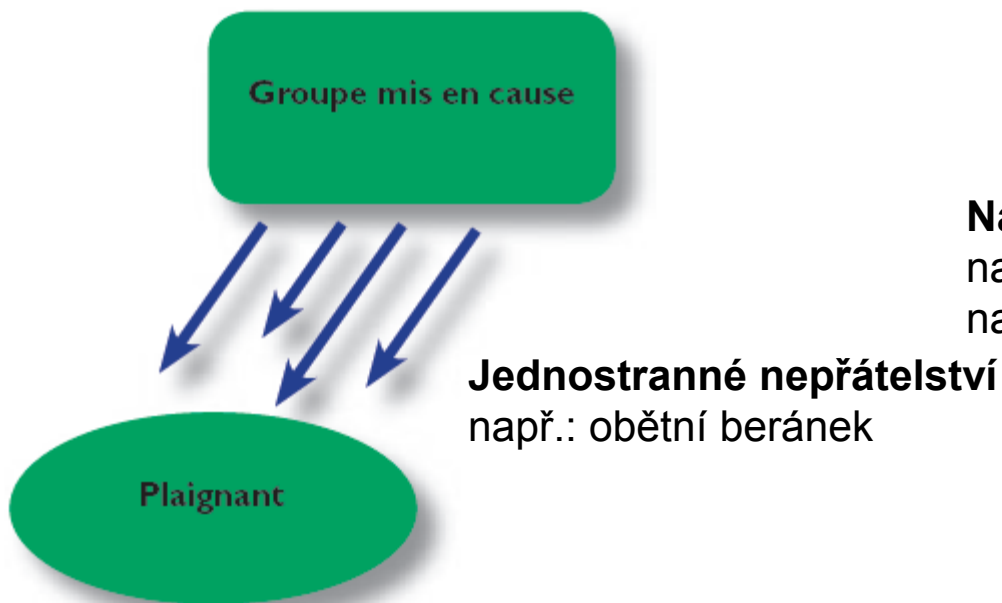 Groupe mis en cause
Jednostranné nepřátelství
např.: obětní beránek
Plaignant